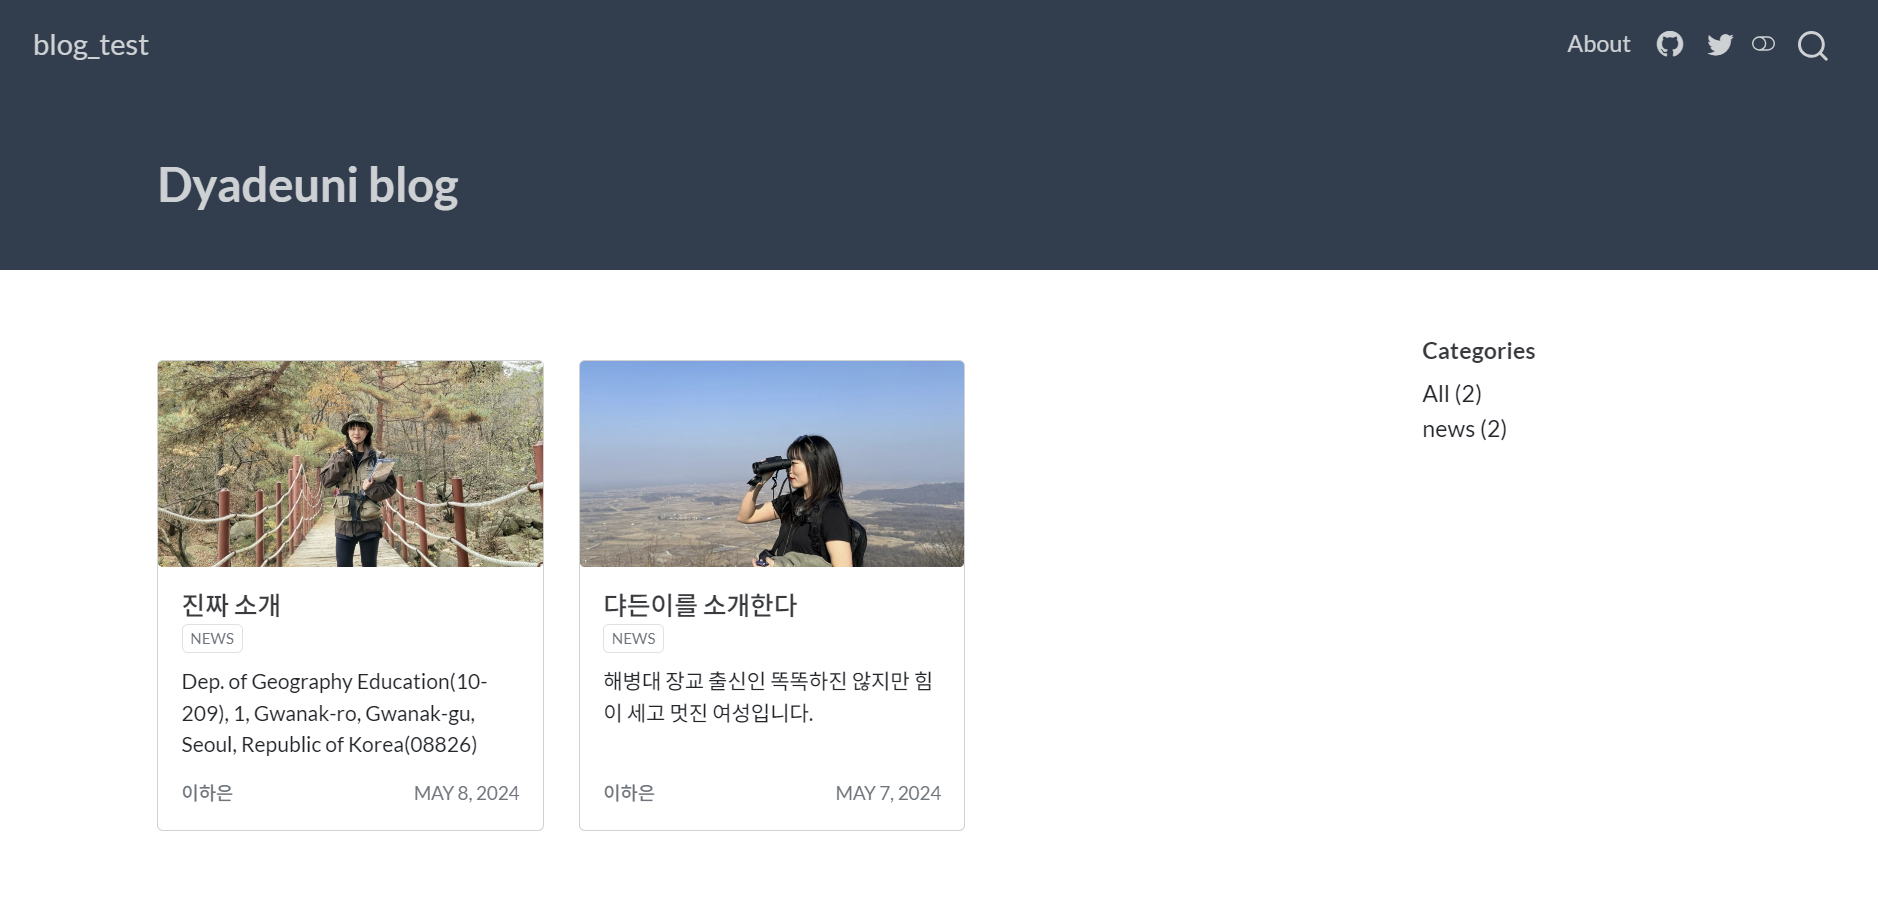 blog_test
About
Dyadeuni blog
Categories
All (2)
news (2)
진짜 소개
NEWS
Dep. of Geography Education(10-
209), 1, Gwanak-ro, Gwanak-gu,
Seoul, Republic of Korea(08826)
이하은
MAY 8, 2024
댜든이를 소개한다
NEWS
해병대 장교 출신인 똑똑하진 않지만 힘
이 세고 멋진 여성입니다.
이하은
MAY 7, 2024